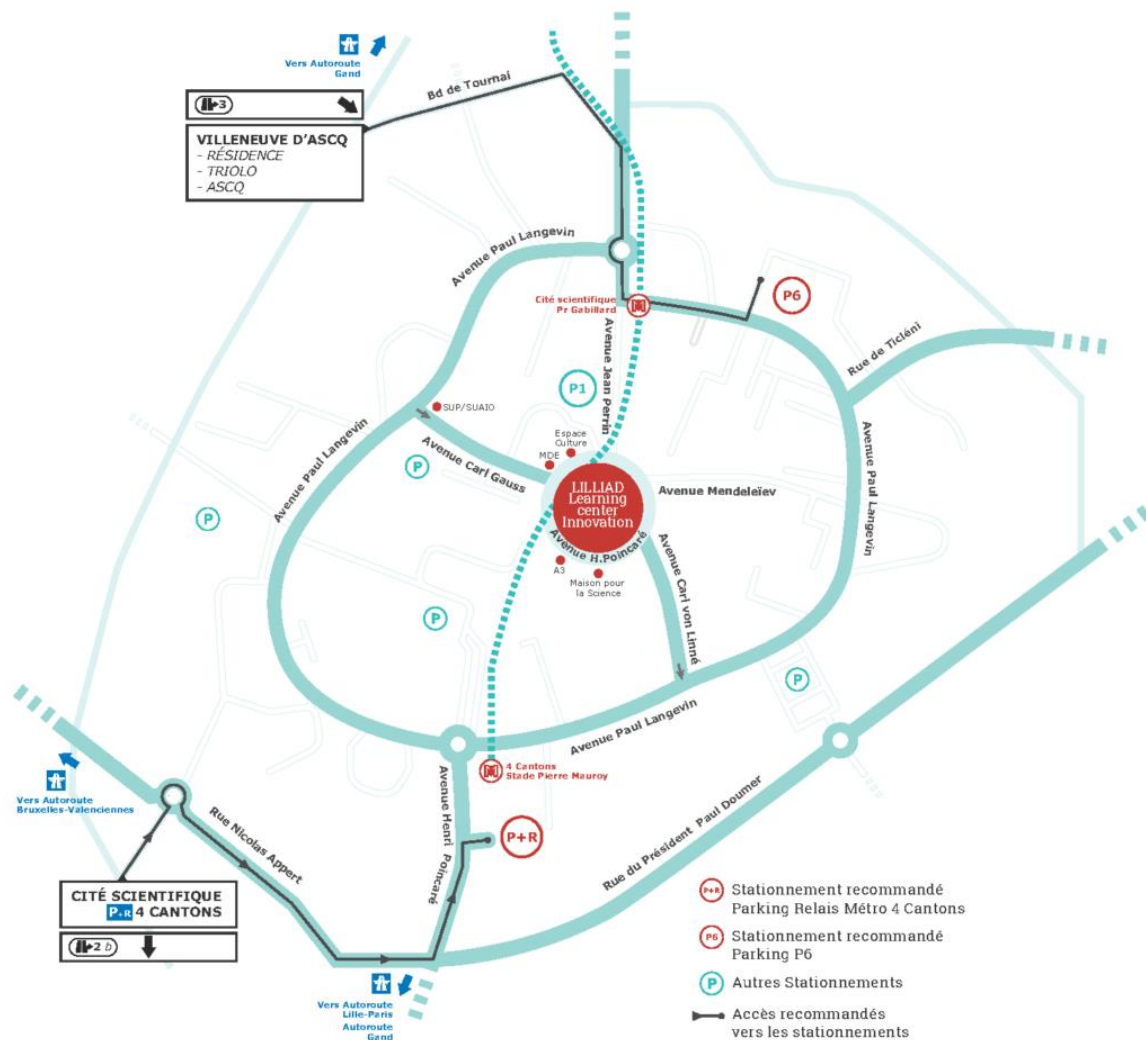 Vers Autoroute
Gand
3
VILLENEUVE D'ASCQ
- RÉSIDENCE
- TRIOLO
- ASCQ
Bd de Tournai
Avenue Paul Langevin
Cité scientifique
Pr Gabillard
P6
Rue de Ticléni
Avenue Jean Perrin
P1
SUP/SUAIO
Espace
Culture
MDE
Avenue Carl Gauss
Avenue Paul Langevin
P
P
LILLIAD
Learning
center
Innovation
Avenue Mendeleïev
Avenue Paul Langevin
Avenue H.Poincaré
A3
Maison pour
la Science
Avenue Carl von Linné
P
P
Avenue Paul Langevin
4 Cantons
Stade Pierre Mauroy
Vers Autoroute
Bruxelles-Valenciennes
Rue Nicolas Appert
Avenue Henri Poincaré
P+R
Rue du Président Paul Doumer
CITÉ SCIENTIFIQUE
P+R 4 CANTONS
2 b
Vers Autoroute
Lille-Paris
Autoroute
Gand
P+R Stationnement recommandé
Parking Relais Métro 4 Cantons
P6 Stationnement recommandé
Parking P6
P Autres Stationnements
Accès recommandés
vers les stationnements